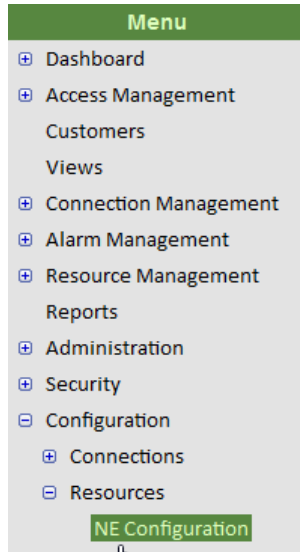 Menu
Dashboard
Access Management
Customers
Views
Connection Management
Alarm Management
Resource Management
Reports
Administration
Security
Configuration
Connections
Resources
NE Configuration